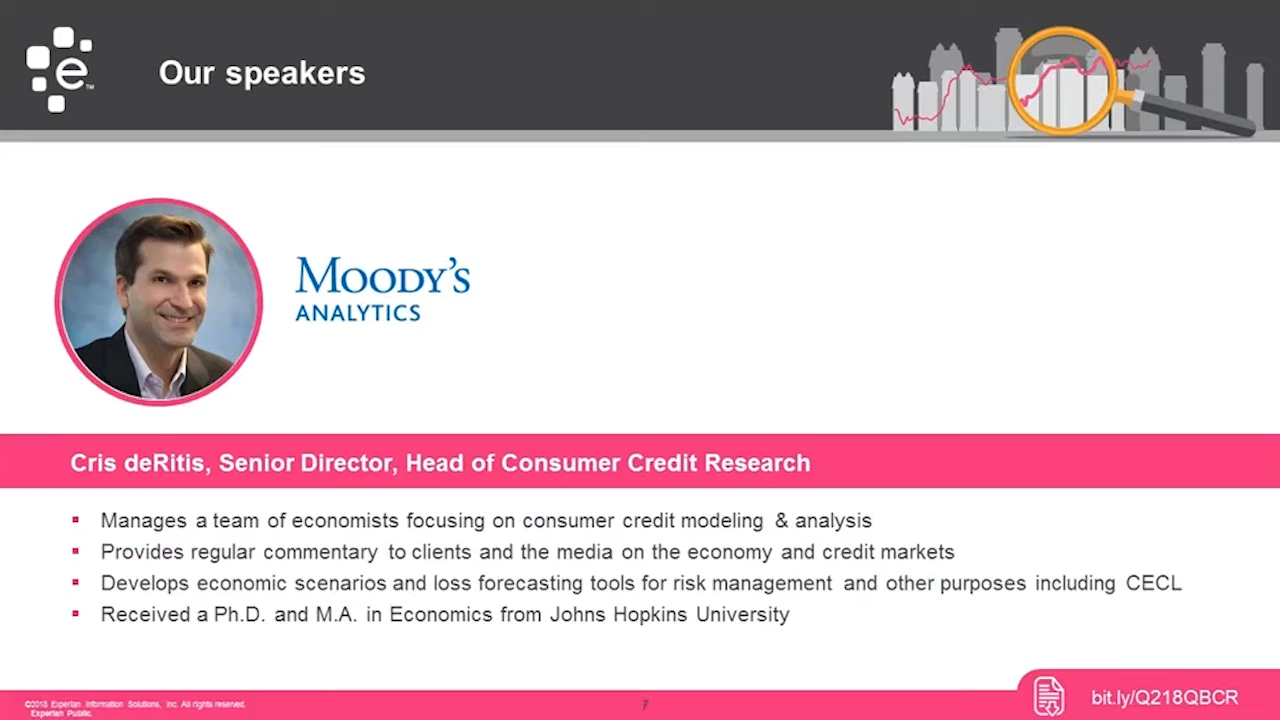 e
Our speakers
MOODY'S
ANALYTICS
Cris deRitis, Senior Director, Head of Consumer Credit Research
Manages a team of economists focusing on consumer credit modeling & analysis
Provides regular commentary to clients and the media on the economy and credit markets
Develops economic scenarios and loss forecasting tools for risk management and other purposes including CECL
Received a Ph.D. and M.A. in Economics from Johns Hopkins University
©2018 Experian Information Solutions, Inc. All rights reserved.
Experian Public.
7
bit.ly/Q218QBCR